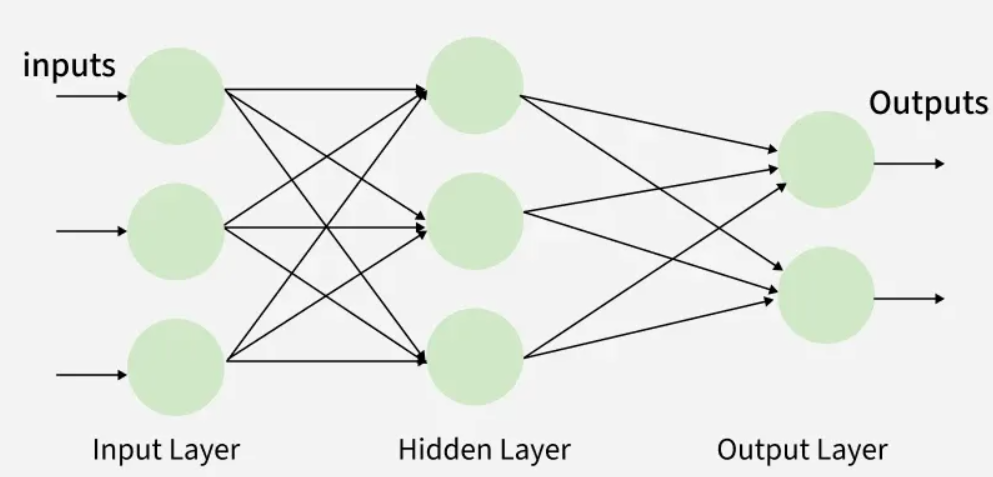 inputs
Outputs
Input Layer
Hidden Layer
Output Layer